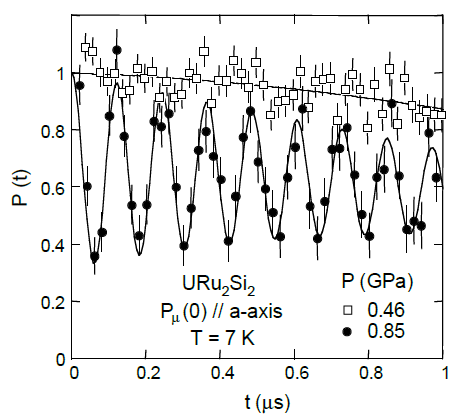 P (t)
1
0.8
0.6
0.4
0.2
0
0
0.2
0.4
0.6
0.8
1
t (μs)
URu₂Si₂
Pμ(0) // a-axis
T = 7 K
P (GPa)
0.46
0.85